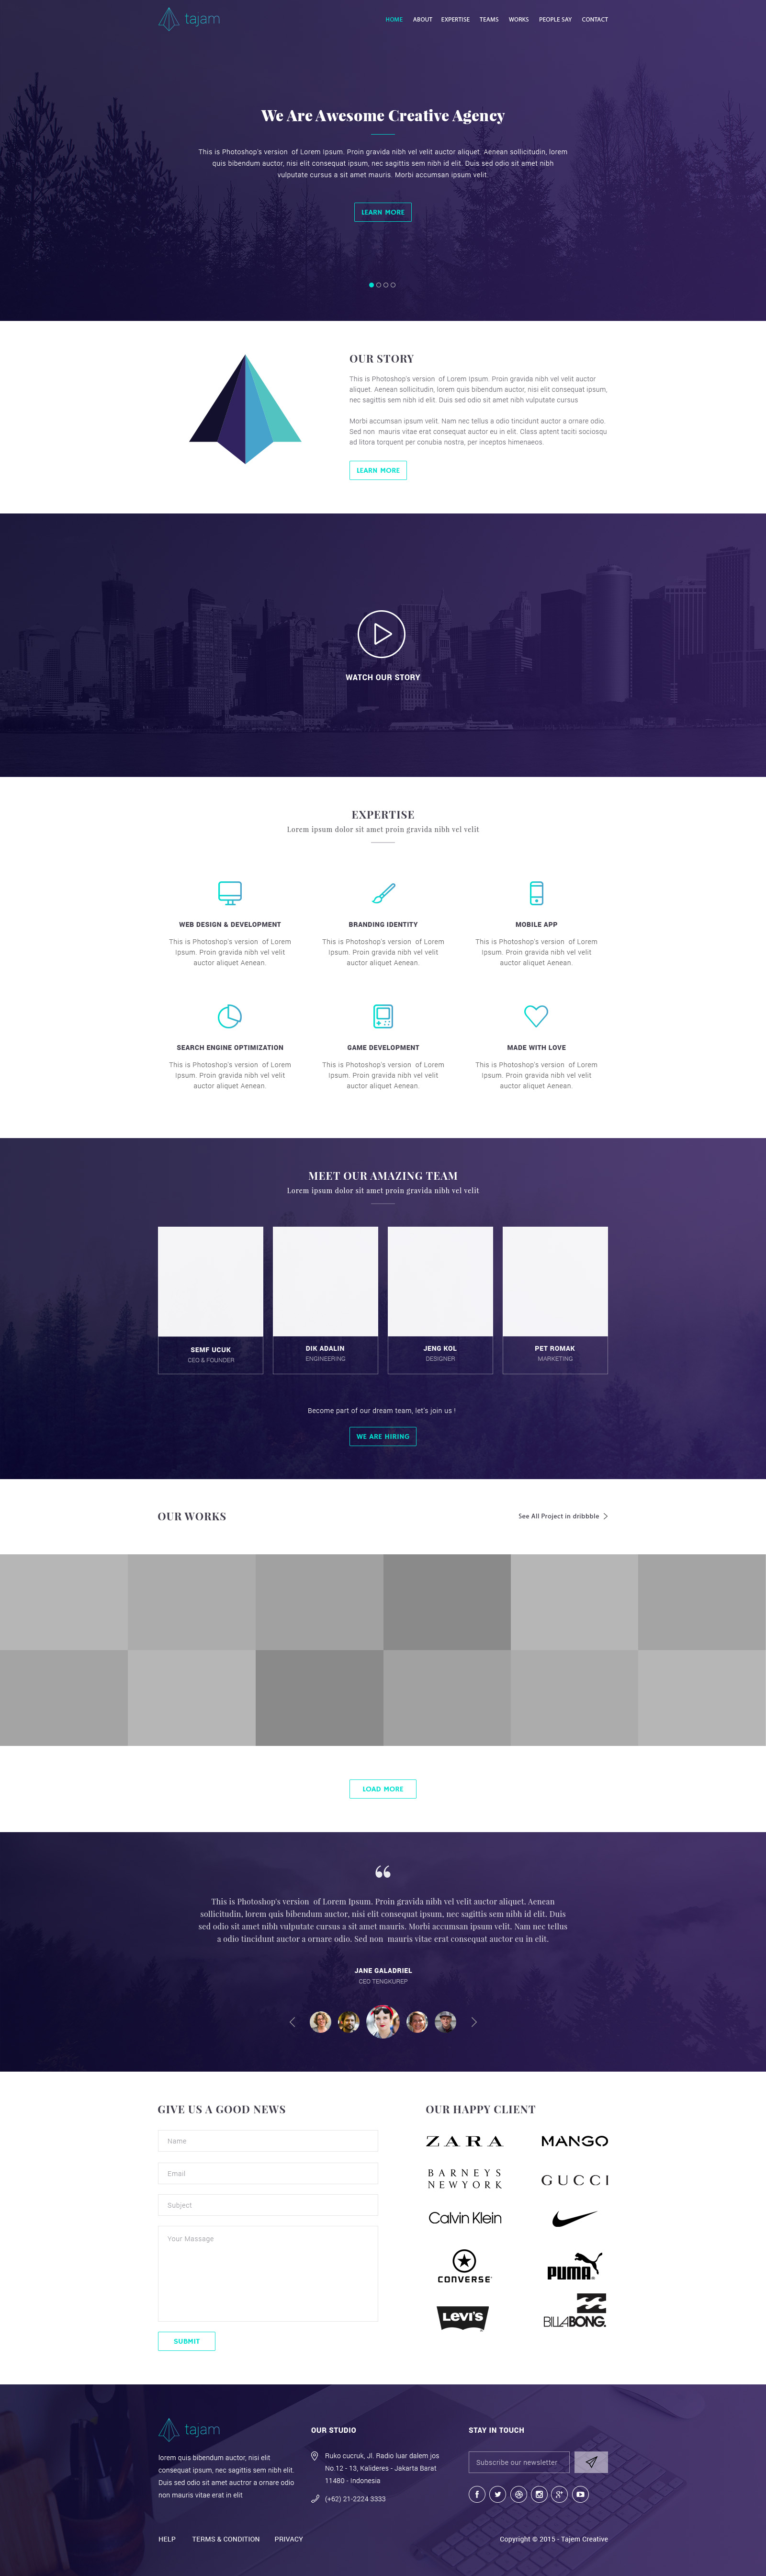 tajam
HOME ABOUT EXPERTISE TEAMS WORKS PEOPLE SAY CONTACT
We Are Awesome Creative Agency
This is Photoshop's version of Lorem Ipsum. Proin gravida nibh vel velit auctor aliquet. Aenean sollicitudin, lorem
quis bibendum auctor, nisi elit consequat ipsum, nec sagittis sem nibh id elit. Duis sed odio sit amet nibh
vulputate cursus a sit amet mauris. Morbi accumsan ipsum velit.
LEARN MORE
OUR STORY
This is Photoshop's version of Lorem Ipsum. Proin gravida nibh vel velit auctor
aliquet. Aenean sollicitudin, lorem quis bibendum auctor, nisi elit consequat ipsum,
nec sagittis sem nibh id elit. Duis sed odio sit amet nibh vulputate cursus
Morbi accumsan ipsum velit. Nam nec tellus a odio tincidunt auctor a ornare odio.
Sed non mauris vitae erat consequat auctor eu in elit. Class aptent taciti sociosqu
ad litora torquent per conubia nostra, per inceptos himenaeos.
LEARN MORE
WATCH OUR STORY
EXPERTISE
Lorem ipsum dolor sit amet proin gravida nibh vel velit
WEB DESIGN & DEVELOPMENT
This is Photoshop's version of Lorem
Ipsum. Proin gravida nibh vel velit
auctor aliquet Aenean.
BRANDING IDENTITY
This is Photoshop's version of Lorem
Ipsum. Proin gravida nibh vel velit
auctor aliquet Aenean.
MOBILE APP
This is Photoshop's version of Lorem
Ipsum. Proin gravida nibh vel velit
auctor aliquet Aenean.
SEARCH ENGINE OPTIMIZATION
This is Photoshop's version of Lorem
Ipsum. Proin gravida nibh vel velit
auctor aliquet Aenean.
GAME DEVELOPMENT
This is Photoshop's version of Lorem
Ipsum. Proin gravida nibh vel velit
auctor aliquet Aenean.
MADE WITH LOVE
This is Photoshop's version of Lorem
Ipsum. Proin gravida nibh vel velit
auctor aliquet Aenean.
MEET OUR AMAZING TEAM
Lorem ipsum dolor sit amet proin gravida nibh vel velit
SEMF UCUK
CEO & FOUNDER
DIK ADALIN
ENGINEERING
JENG KOL
DESIGNER
PET ROMAK
MARKETING
Become part of our dream team, let's join us !
WE ARE HIRING
OUR WORKS
See All Project in dribbble
LOAD MORE
“
This is Photoshop's version of Lorem Ipsum. Proin gravida nibh vel velit auctor aliquet. Aenean
sollicitudin, lorem quis bibendum auctor, nisi elit consequat ipsum, nec sagittis sem nibh id elit. Duis
sed odio sit amet nibh vulputate cursus a sit amet mauris. Morbi accumsan ipsum velit. Nam nec tellus
a odio tincidunt auctor a ornare odio. Sed non mauris vitae erat consequat auctor eu in elit.
JANE GALADRIEL
CEO TENGKUREP
GIVE US A GOOD NEWS
Name
Email
Subject
Your Massage
SUBMIT
OUR HAPPY CLIENT
ZARA
MANGO
BARNEYS
NEWYORK
GUCCI
Calvin Klein
CONVERSE
PUMA
LEVI'S
BILLABONG.
tajam
lorem quis bibendum auctor, nisi elit
consequat ipsum, nec sagittis sem nibh elit.
Duis sed odio sit amet auctror a ornare odio
non mauris vitae erat in elit
OUR STUDIO
Ruko cucruk, Jl. Radio luar dalem jos
No.12 - 13, Kalideres - Jakarta Barat
11480 - Indonesia
(+62) 21-2224 3333
STAY IN TOUCH
Subscribe our newsletter
HELP TERMS & CONDITION PRIVACY
Copyright © 2015 - Tajem Creative